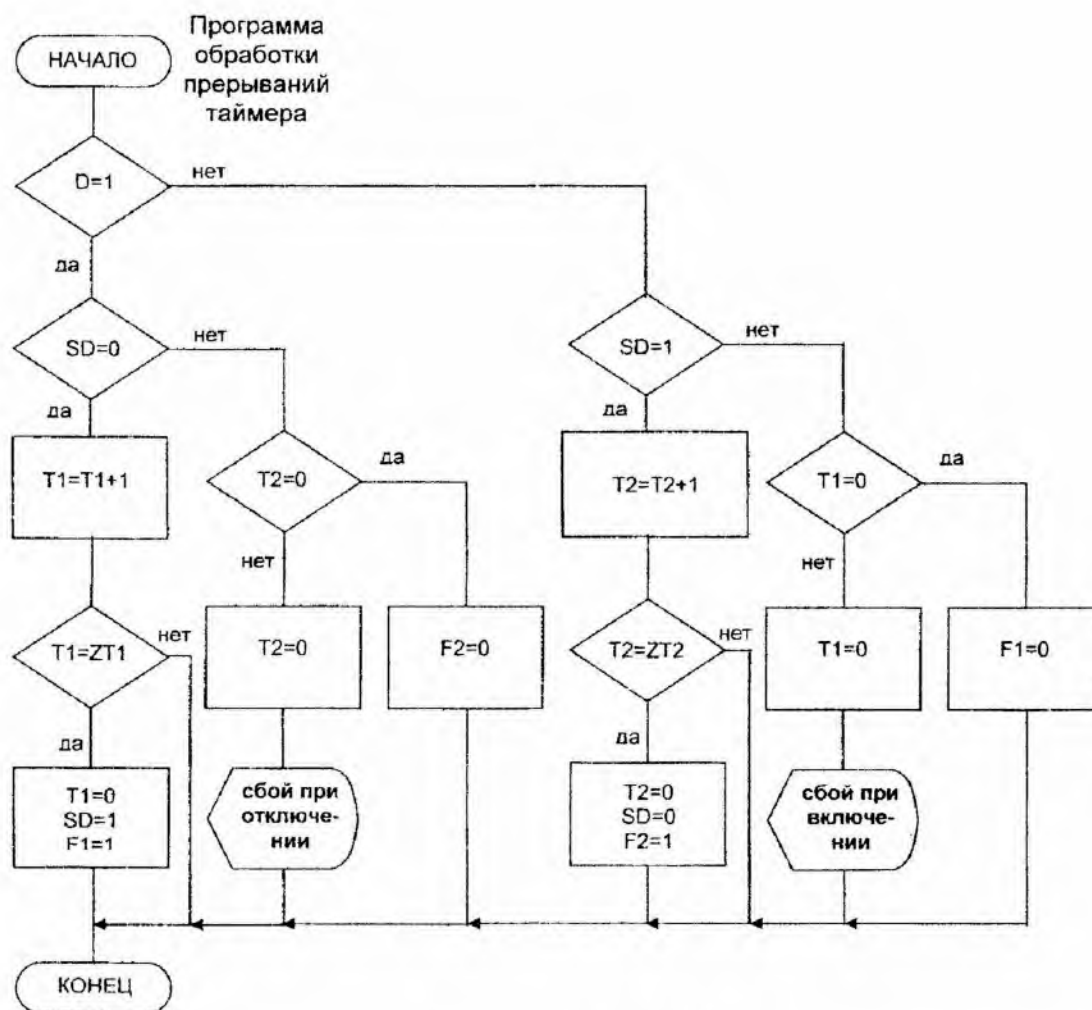 Программа
обработки
прерываний
таймера
НАЧАЛО
D=1
нет
да
SD=0
нет
да
SD=1
нет
да
T1=T1+1
T2=0
да
нет
T2=T2+1
T1=0
да
нет
T1=ZT1
нет
да
T2=0
F2=0
T2=ZT2
нет
да
T1=0
F1=0
T1=0
SD=1
F1=1
сбой при
отключе-
нии
T2=0
SD=0
F2=1
сбой при
включе-
нии
КОНЕЦ